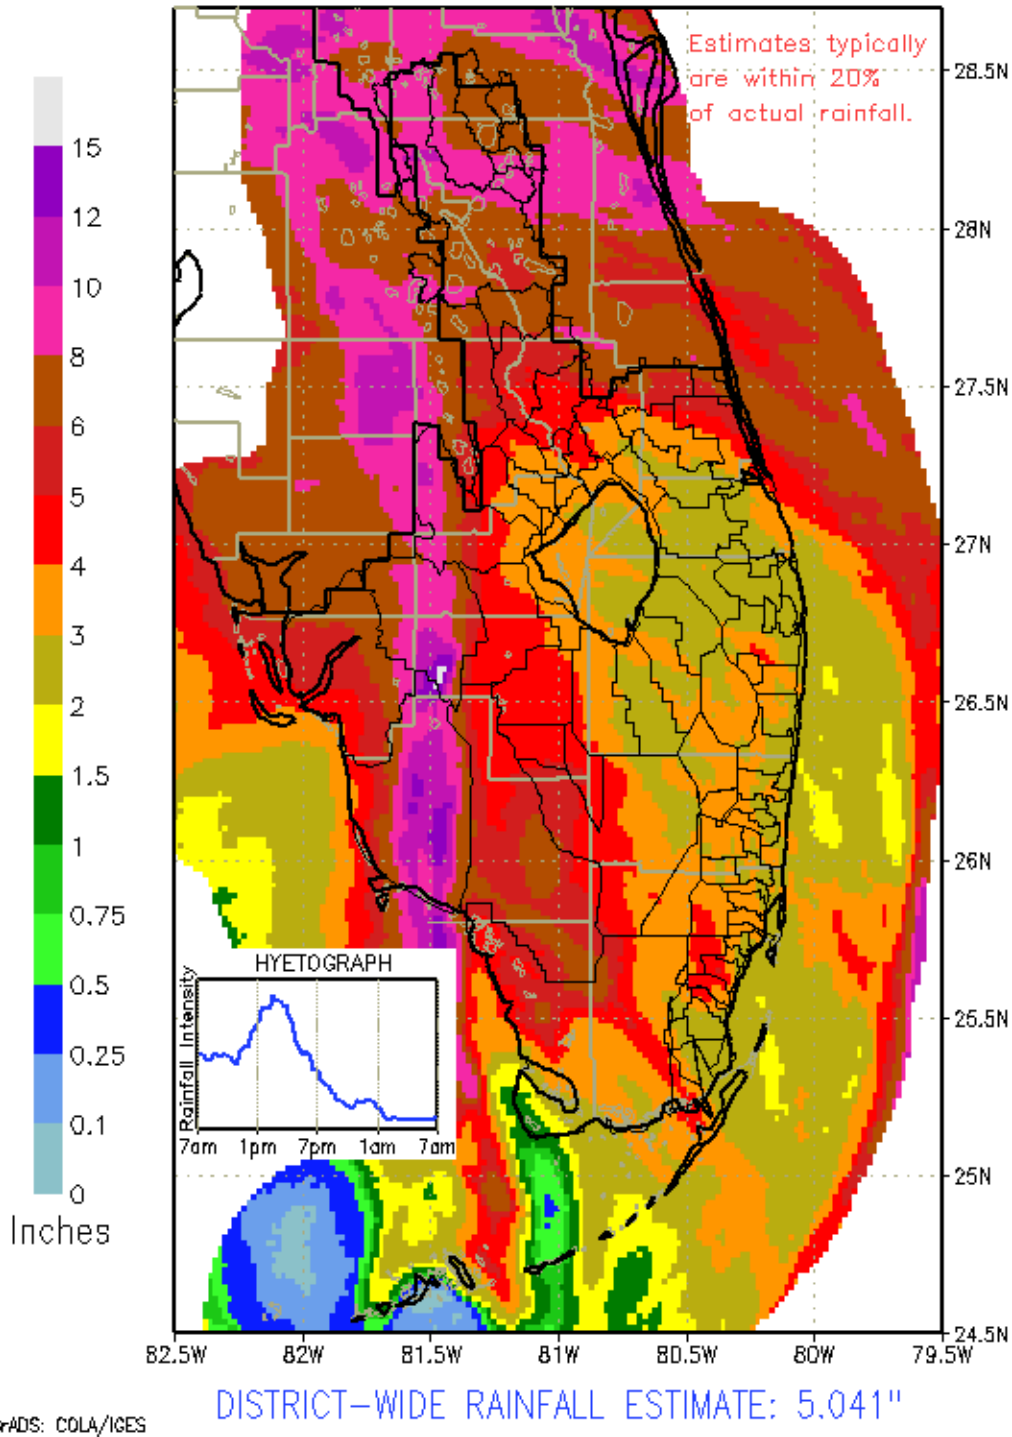 Estimates typically
are within 20%
of actual rainfall.
15
12
10
8
6
5
4
3
2
1.5
1
0.75
0.5
0.25
0.1
0
Inches
28.5N
28N
27.5N
27N
26.5N
26N
25.5N
25N
24.5N
HYETOGRAPH
Rainfall Intensity
7am 1pm 7pm 1am 7am
82.5W 82W 81.5W 81W 80.5W 80W 79.5W
DISTRICT-WIDE RAINFALL ESTIMATE: 5.041"
rADS: COLA/IGES